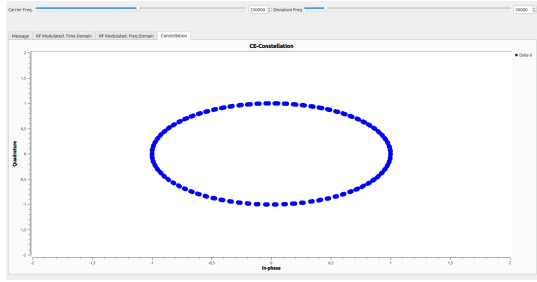 Carrier Freq. 250000 Deviation Freq 50000
Message RF Modulated: Time Domain RF Modulated: Freq Domain Constellation
CE-Constellation
Data 0
2
1,5
1
0,5
0
-0,5
-1
-1,5
-2
Quadrature
-2 -1,5 -1 -0,5 0 0,5 1 1,5 2
In-phase